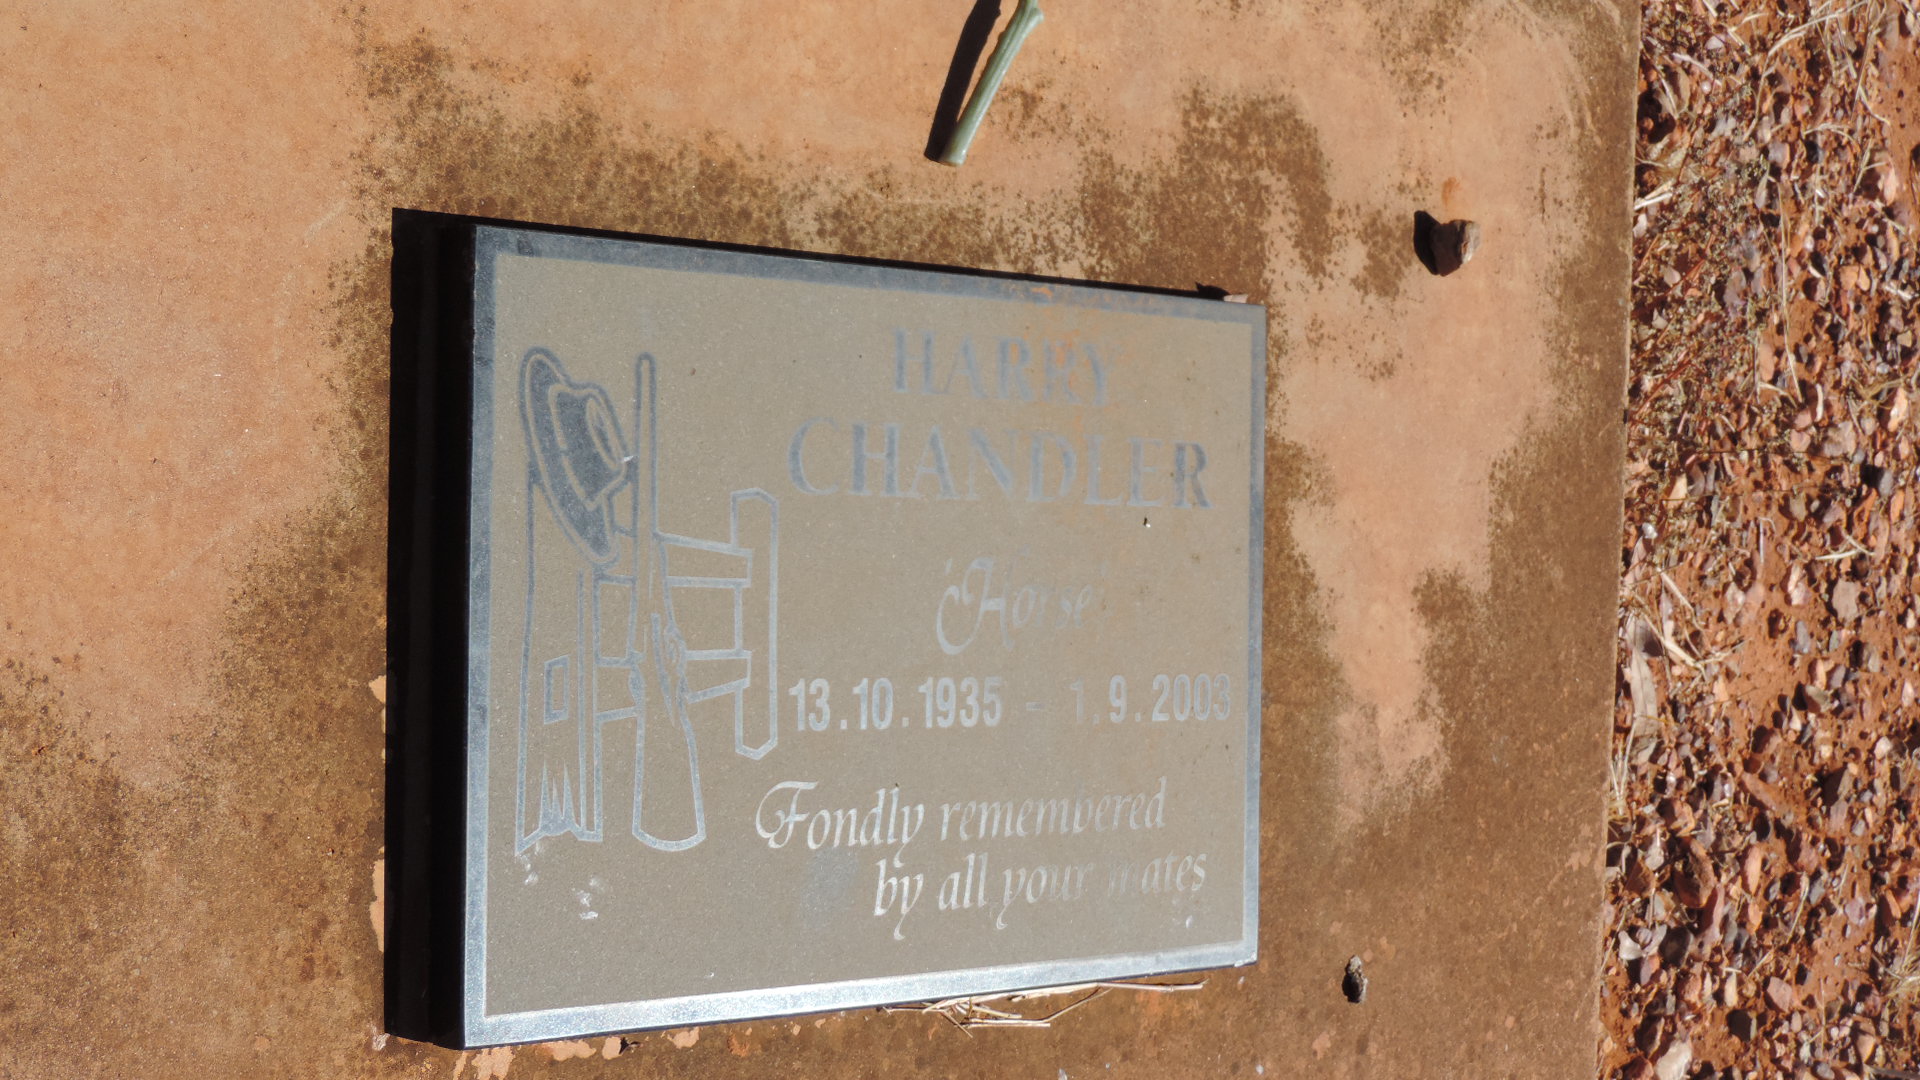 HARRY
CHANDLER
'Horse'
13.10.1935 - 1.9.2003
Fondly remembered
by all your mates